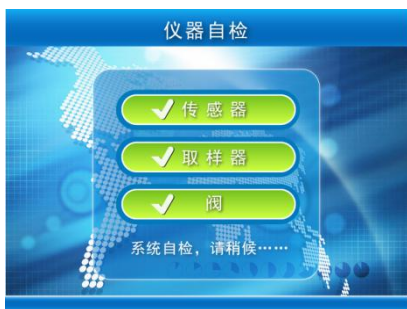 仪器自检
传感器
取样器
阀
系统自检，请稍候……